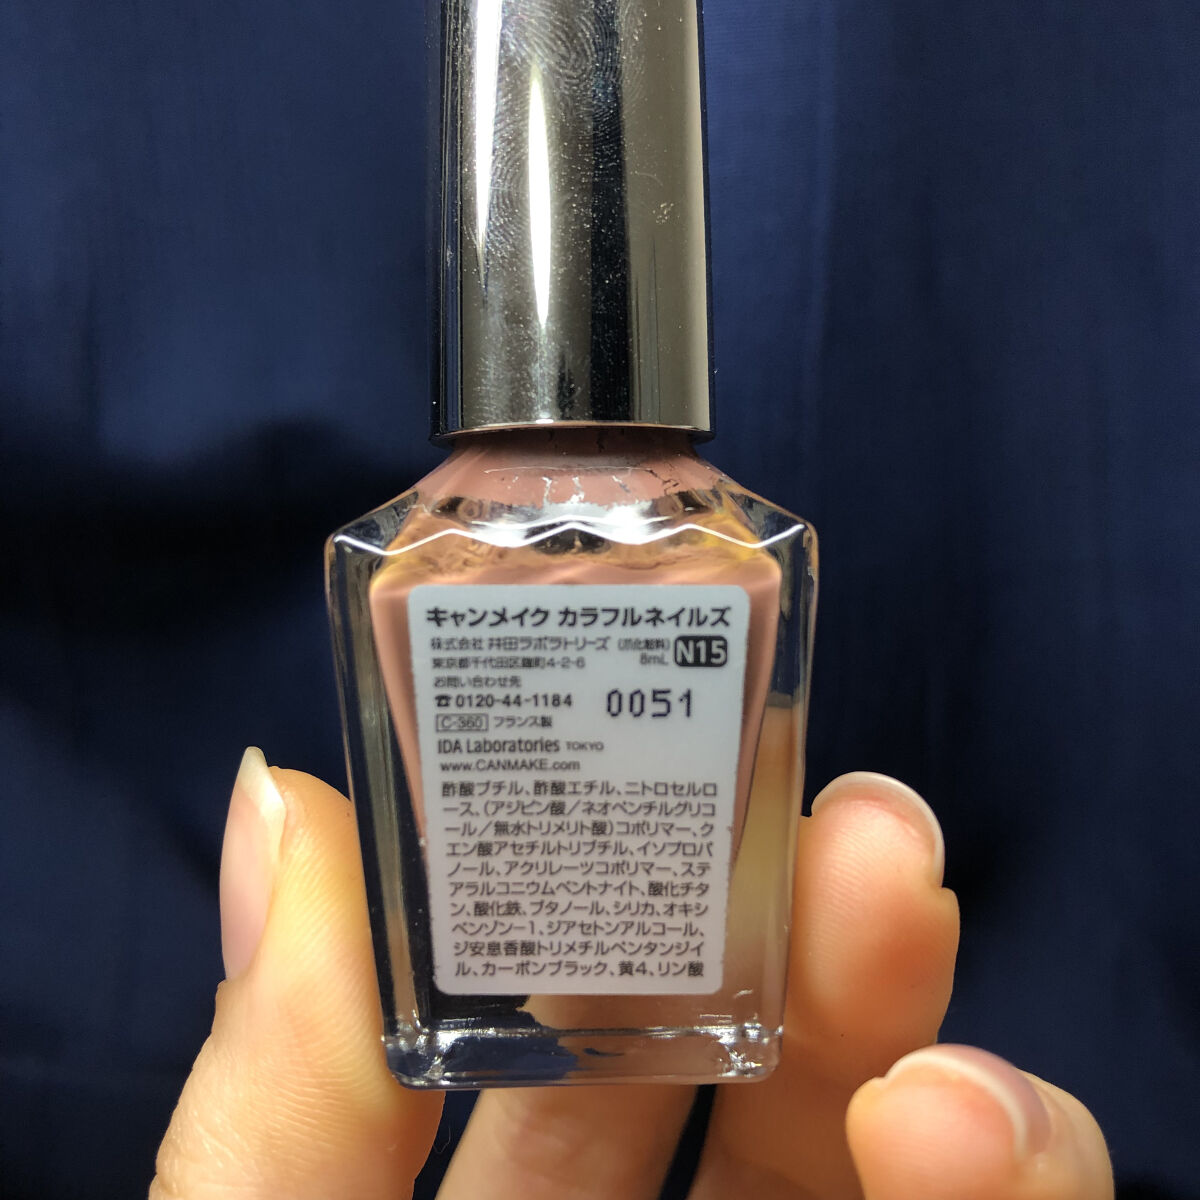 キャンメイク カラフルネイルズ
株式会社 井田ラボラトリーズ (爪化粧料)
東京都千代田区麹町4-2-6 8mL N15
お問い合わせ先
☎0120-44-1184 0051
C-360 フランス製
IDA Laboratories TOKYO
www.CANMAKE.com
酢酸ブチル、酢酸エチル、ニトロセルロ
ース、(アジピン酸/ネオペンチルグリコ
ール/無水トリメリト酸)コポリマー、ク
エン酸アセチルトリブチル、イソプロパ
ノール、アクリレーツコポリマー、ステ
アラルコニウムベントナイト、酸化チタ
ン、酸化鉄、ブタノール、シリカ、オキシ
ベンゾン-1、ジアセトンアルコール、
ジ安息香酸トリメチルペンタンジイ
ル、カーボンブラック、黄4、リン酸